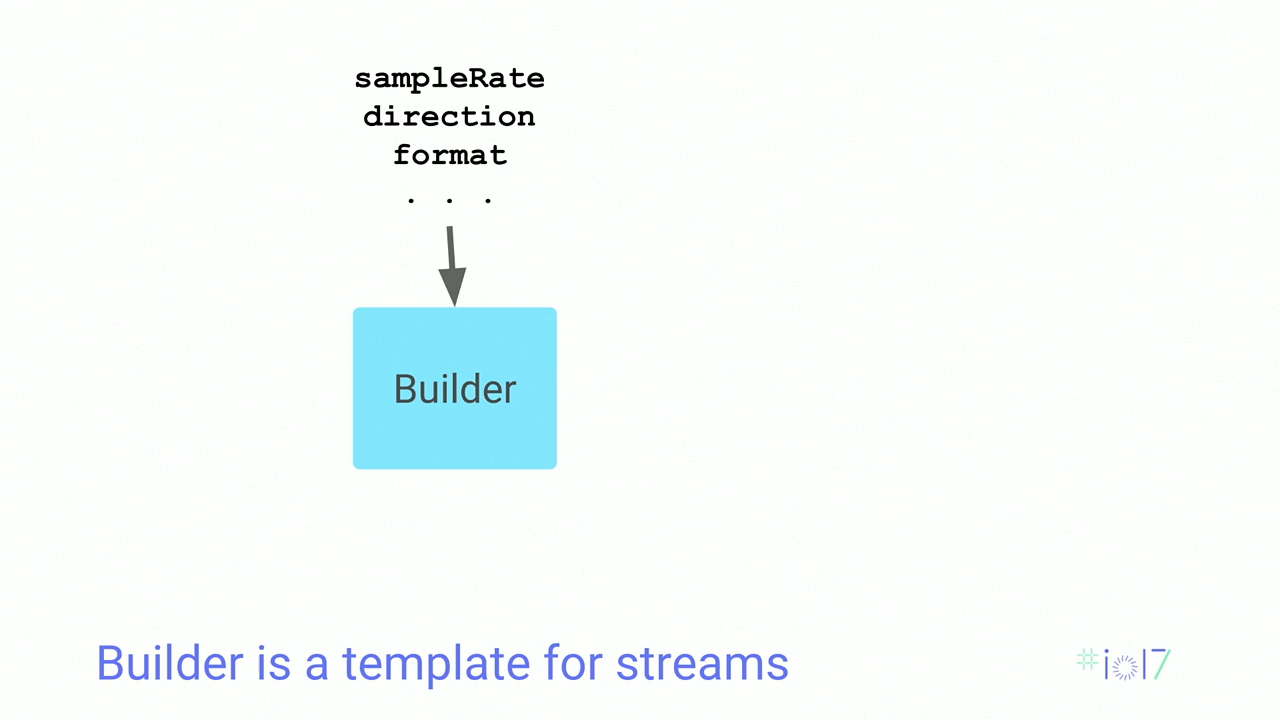 sampleRate
direction
format
. . .
Builder
Builder is a template for streams
#io17